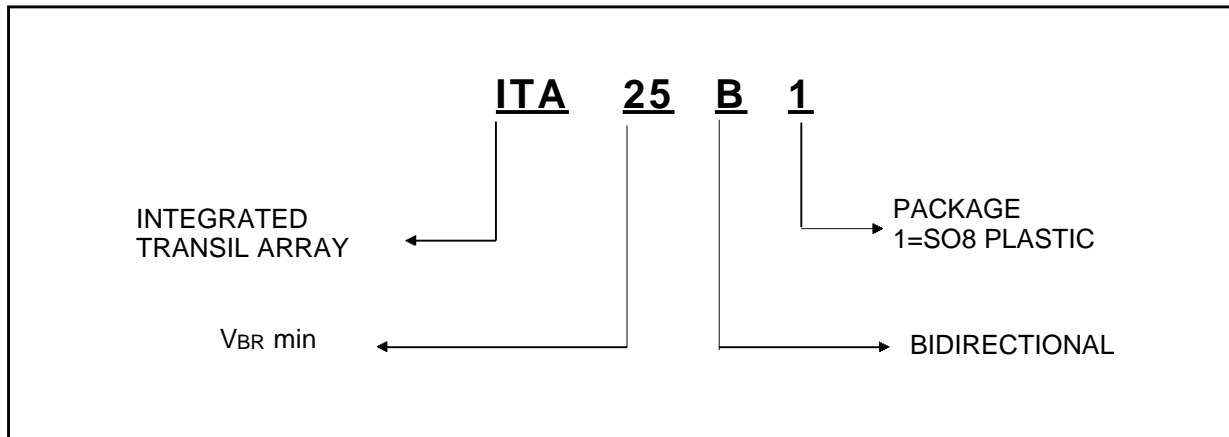 ITA 25 B 1
INTEGRATED
TRANSIL ARRAY
PACKAGE
1=SO8 PLASTIC
VBR min
BIDIRECTIONAL